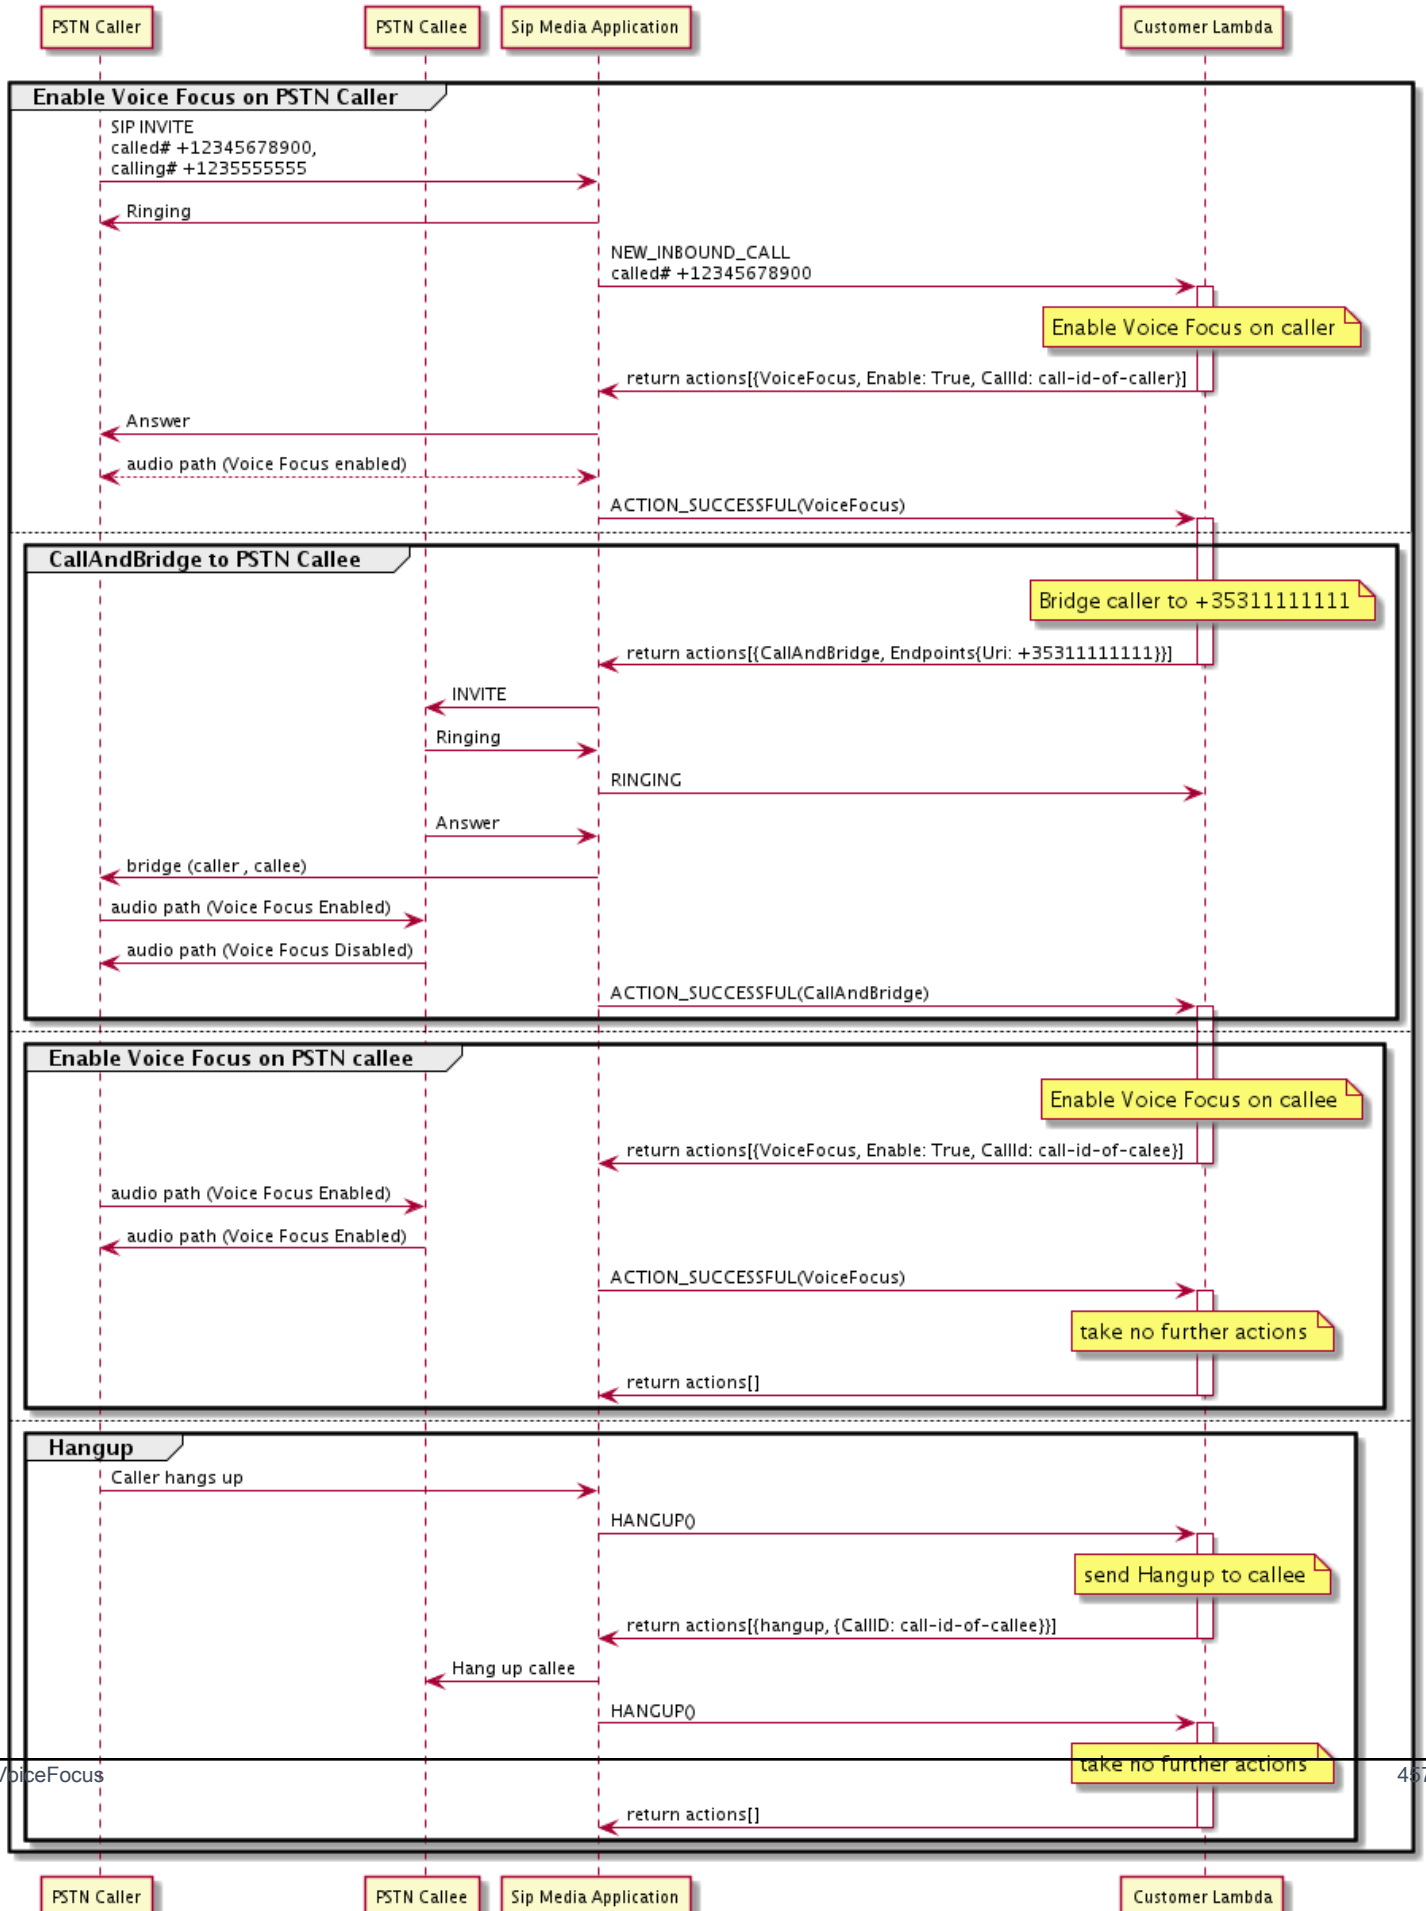 PSTN Caller
PSTN Callee
Sip Media Application
Customer Lambda
Enable Voice Focus on PSTN Caller
SIP INVITE
called# +12345678900,
calling# +1235555555
Ringing
NEW_INBOUND_CALL
called# +12345678900
Enable Voice Focus on caller
return actions[{VoiceFocus, Enable: True, CallId: call-id-of-caller}]
Answer
audio path (Voice Focus enabled)
ACTION_SUCCESSFUL(VoiceFocus)
CallAndBridge to PSTN Callee
Bridge caller to +35311111111
return actions[{CallAndBridge, Endpoints{Uri: +35311111111}}]
INVITE
Ringing
RINGING
Answer
bridge (caller , callee)
audio path (Voice Focus Enabled)
audio path (Voice Focus Disabled)
ACTION_SUCCESSFUL(CallAndBridge)
Enable Voice Focus on PSTN callee
Enable Voice Focus on callee
return actions[{VoiceFocus, Enable: True, CallId: call-id-of-calee}]
audio path (Voice Focus Enabled)
audio path (Voice Focus Enabled)
ACTION_SUCCESSFUL(VoiceFocus)
take no further actions
return actions[]
Hangup
Caller hangs up
HANGUP()
send Hangup to callee
return actions[{hangup, {CallID: call-id-of-callee}}]
Hang up callee
HANGUP()
take no further actions
VoiceFocus
457
return actions[]
PSTN Caller
PSTN Callee
Sip Media Application
Customer Lambda